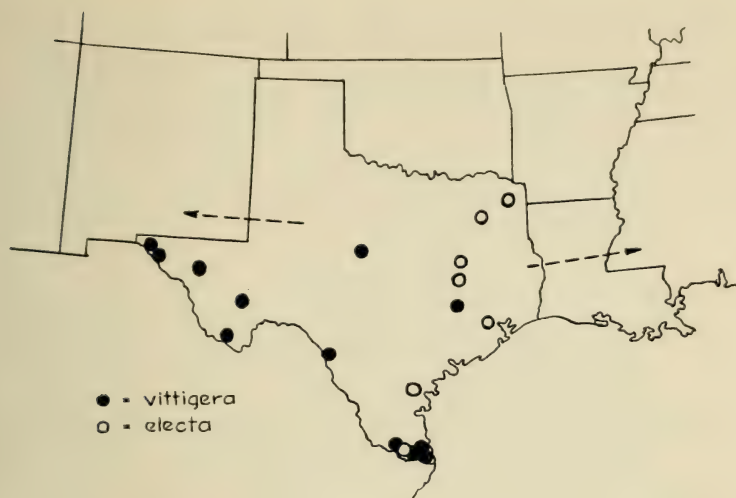 ● = vittigera
○ = electa